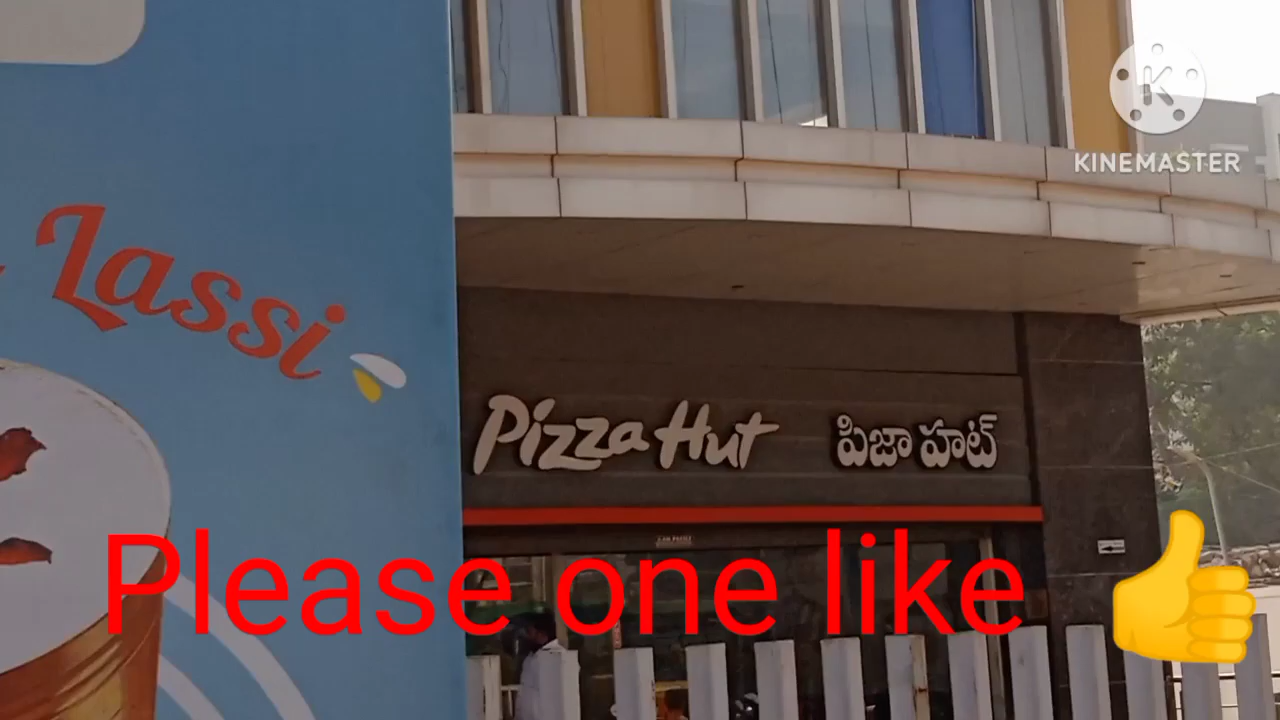 Lassi
Pizza Hut పిజా హట్
Please one like 👍
KINEMASTER